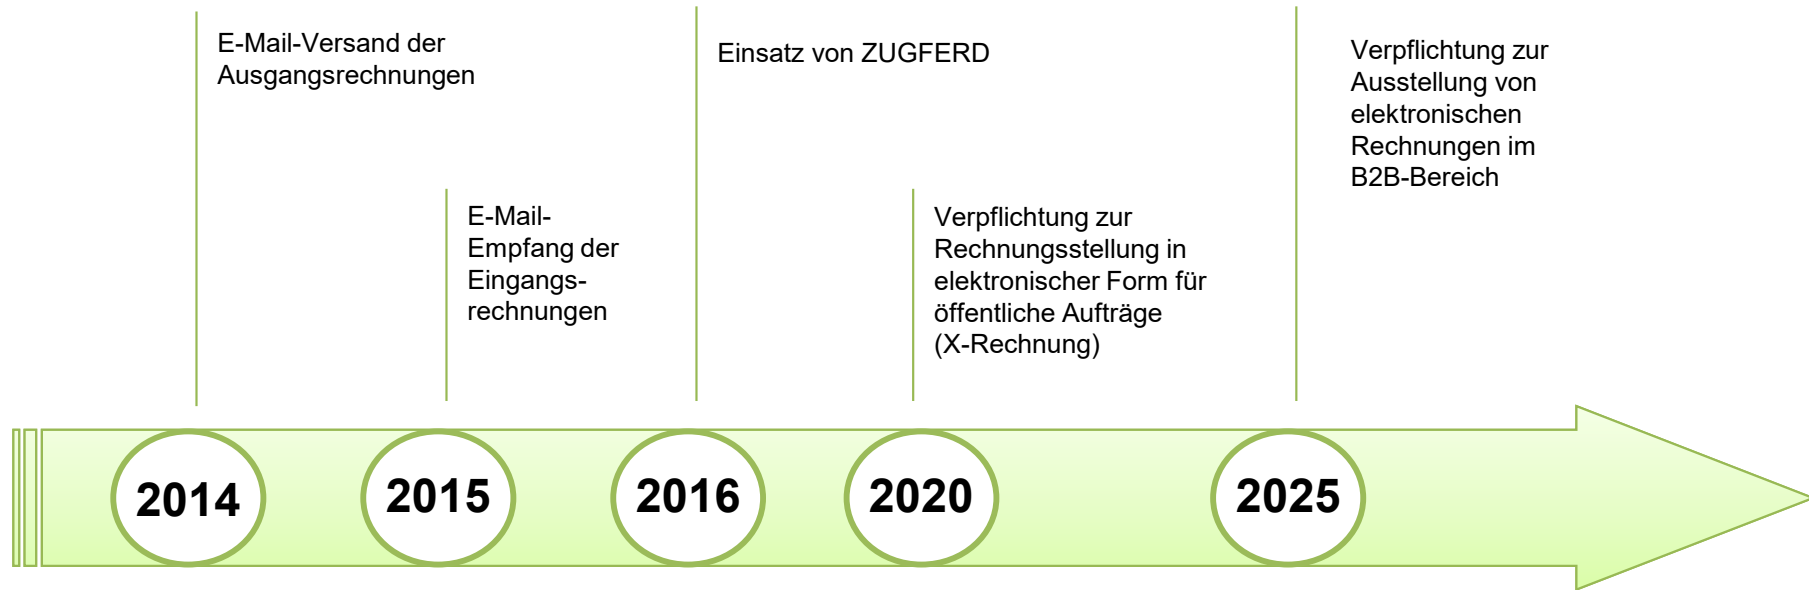 E-Mail-Versand der
Ausgangsrechnungen
E-Mail-
Empfang der
Eingangs-
rechnungen
Einsatz von ZUGFERD
Verpflichtung zur
Rechnungsstellung in
elektronischer Form für
öffentliche Aufträge
(X-Rechnung)
Verpflichtung zur
Ausstellung von
elektronischen
Rechnungen im
B2B-Bereich
2014
2015
2016
2020
2025